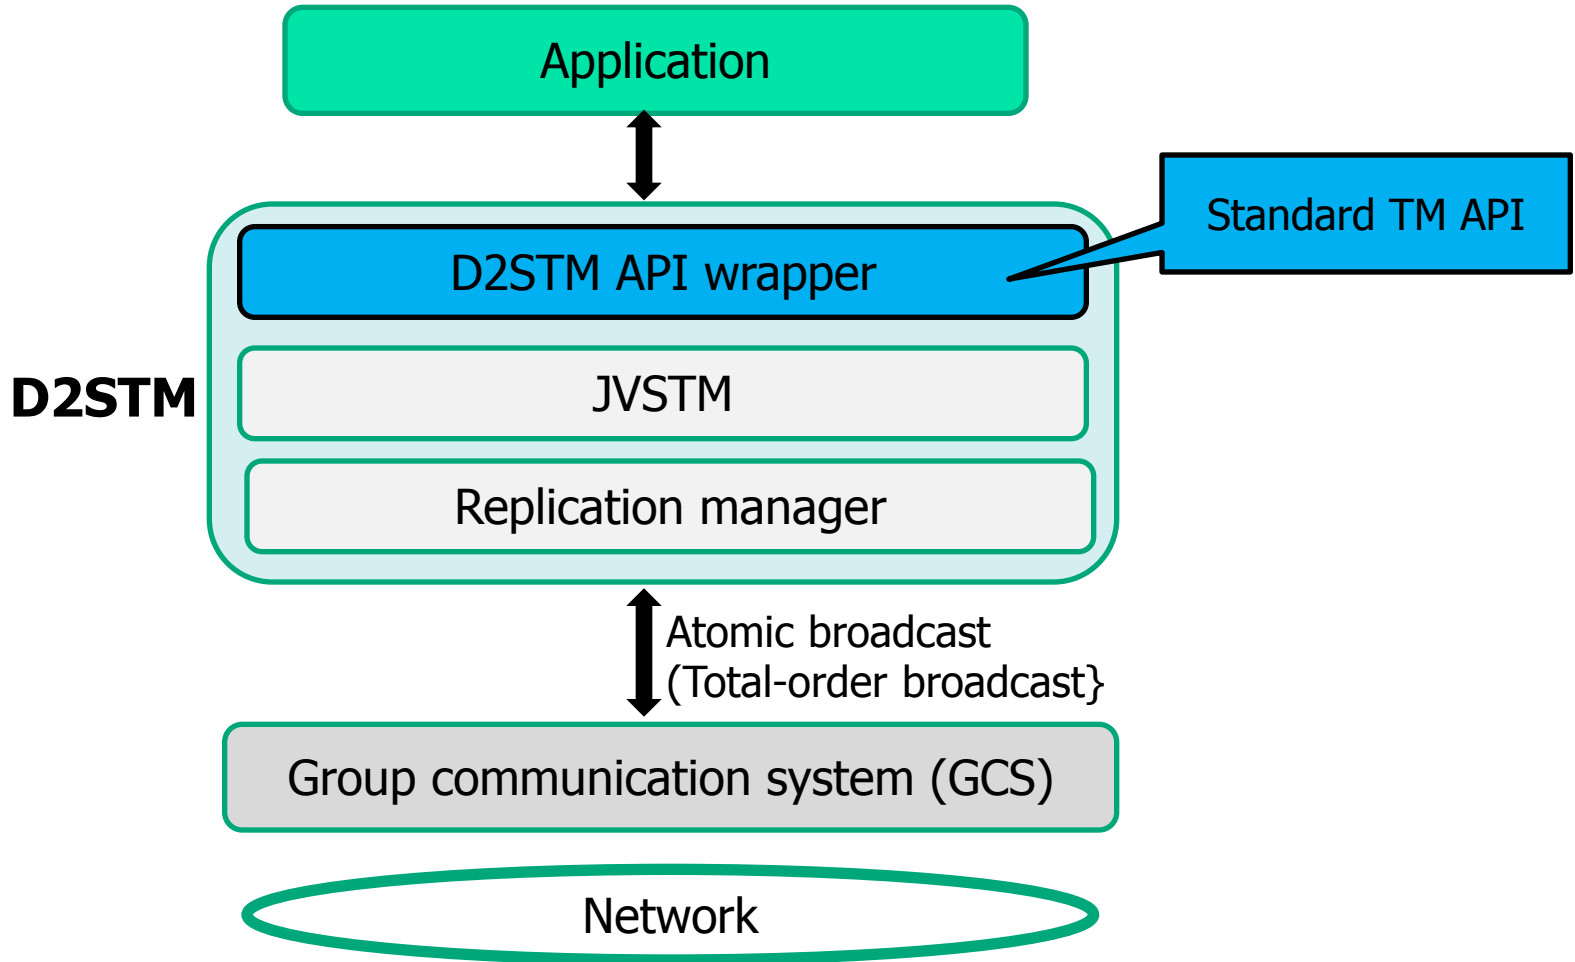 Application
Standard TM API
D2STM API wrapper
D2STM
JVSTM
Replication manager
Atomic broadcast
(Total-order broadcast}
Group communication system (GCS)
Network